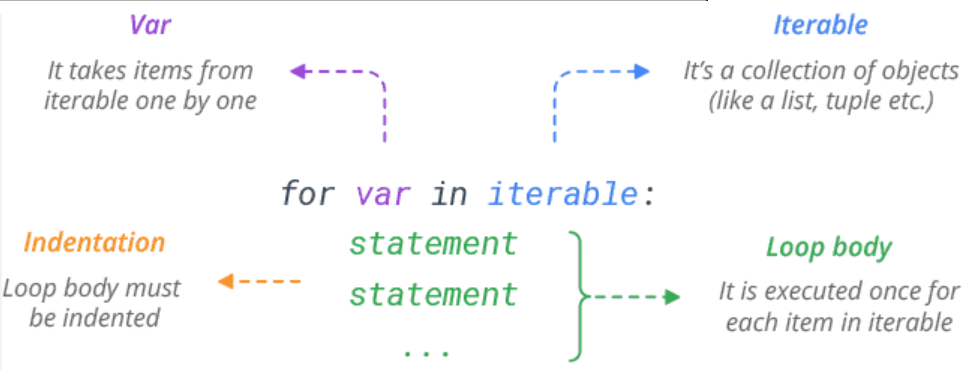 Var
It takes items from
iterable one by one
Iterable
It's a collection of objects
(like a list, tuple etc.)
for var in iterable:
statement
statement
...
Indentation
Loop body must
be indented
Loop body
It is executed once for
each item in iterable